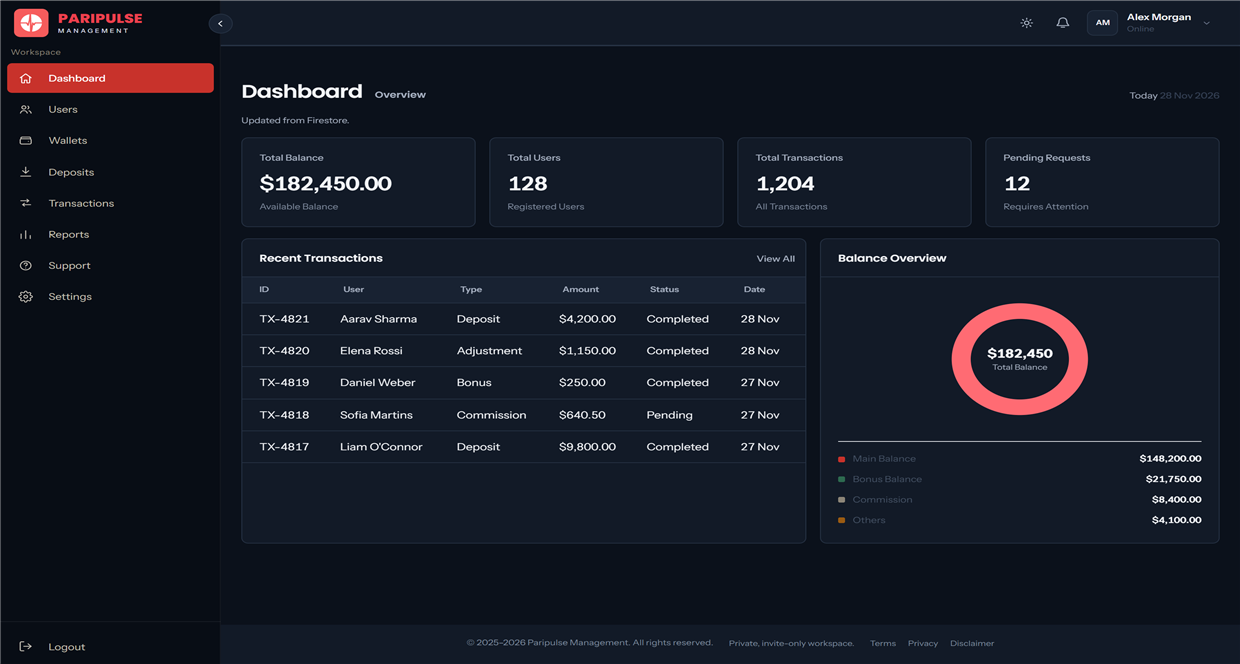 PARIPULSE
MANAGEMENT
Workspace
Dashboard
Users
Wallets
Deposits
Transactions
Reports
Support
Settings
Logout
AM
Alex Morgan
Online
Dashboard Overview
Today 28 Nov 2026
Updated from Firestore.
Total Balance
$182,450.00
Available Balance
Total Users
128
Registered Users
Total Transactions
1,204
All Transactions
Pending Requests
12
Requires Attention
Recent Transactions View All
ID User Type Amount Status Date
TX-4821 Aarav Sharma Deposit $4,200.00 Completed 28 Nov
TX-4820 Elena Rossi Adjustment $1,150.00 Completed 28 Nov
TX-4819 Daniel Weber Bonus $250.00 Completed 27 Nov
TX-4818 Sofia Martins Commission $640.50 Pending 27 Nov
TX-4817 Liam O'Connor Deposit $9,800.00 Completed 27 Nov
Balance Overview
$182,450
Total Balance
Main Balance $148,200.00
Bonus Balance $21,750.00
Commission $8,400.00
Others $4,100.00
© 2025-2026 Paripulse Management. All rights reserved. Private, invite-only workspace. Terms Privacy Disclaimer